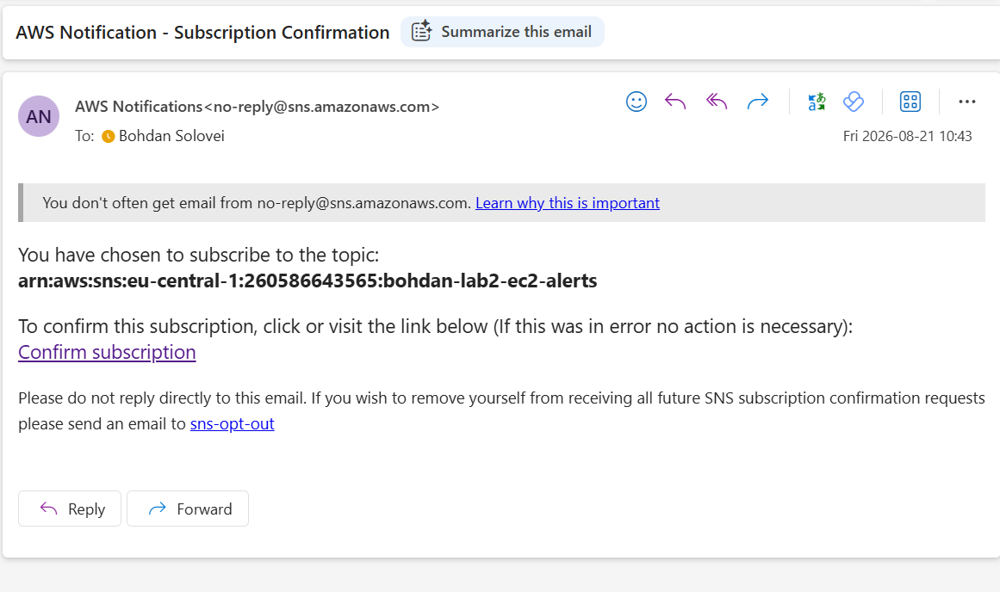 AWS Notification - Subscription Confirmation
Summarize this email
AN
AWS Notifications<no-reply@sns.amazonaws.com>
To: Bohdan Solovei
Fri 2026-08-21 10:43
You don't often get email from no-reply@sns.amazonaws.com. Learn why this is important
You have chosen to subscribe to the topic:
arn:aws:sns:eu-central-1:260586643565:bohdan-lab2-ec2-alerts
To confirm this subscription, click or visit the link below (If this was in error no action is necessary):
Confirm subscription
Please do not reply directly to this email. If you wish to remove yourself from receiving all future SNS subscription confirmation requests
please send an email to sns-opt-out
Reply
Forward